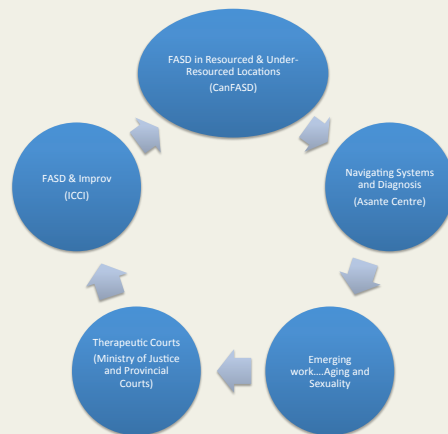 FASD in Resourced & Under-
Resourced Locations
(CanFASD)
Navigating Systems
and Diagnosis
(Asante Centre)
Emerging
work....Aging and
Sexuality
Therapeutic Courts
(Ministry of Justice
and Provincial
Courts)
FASD & Improv
(ICCI)